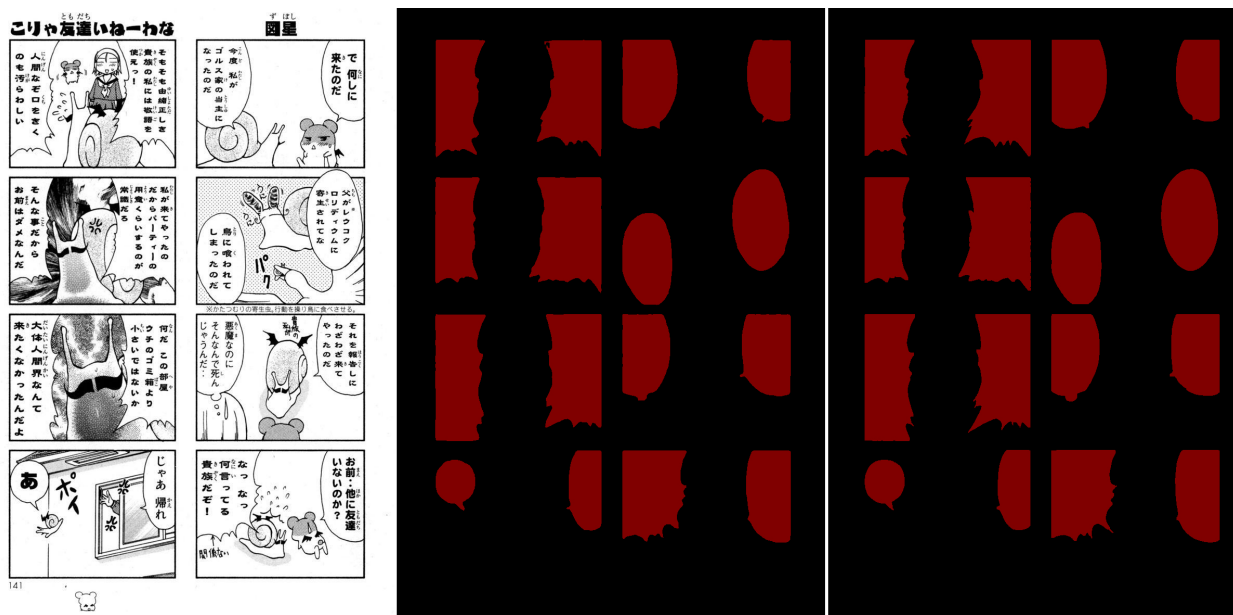 図星
ずぼし
で 何しに
来たのだ
今度 私が
ゴルス家の当主に
なったのだ
父がレウコク
ロリディウムに
寄生されてな
鳥に喰われて
しまったのだ
パク
※かたつむりの寄生虫。行動を操り鳥に食べさせる。
それを報告しに
わざわざ来て
やったのだ
悪魔なのに
そんなんで死ん
じゃうんだ‥
お前‥他に友達
いないのか?
なっ なっ
何言ってる
貴族だぞ!
関係ない
こりゃ友達いねーわな
ともだち
そもそも由緒正しき
貴族の私には敬語を
使えっ!
人間なぞ口をきく
のも汚らわしい
私が来てやったの
だからパーティーの
用意くらいするのが
常識だろ
そんな事だから
お前はダメなんだ
何だ この部屋
ウチのゴミ箱より
小さいではないか
大体人間界なんて
来たくなかったんだよ
じゃあ 帰れ
ポイ
あ
141